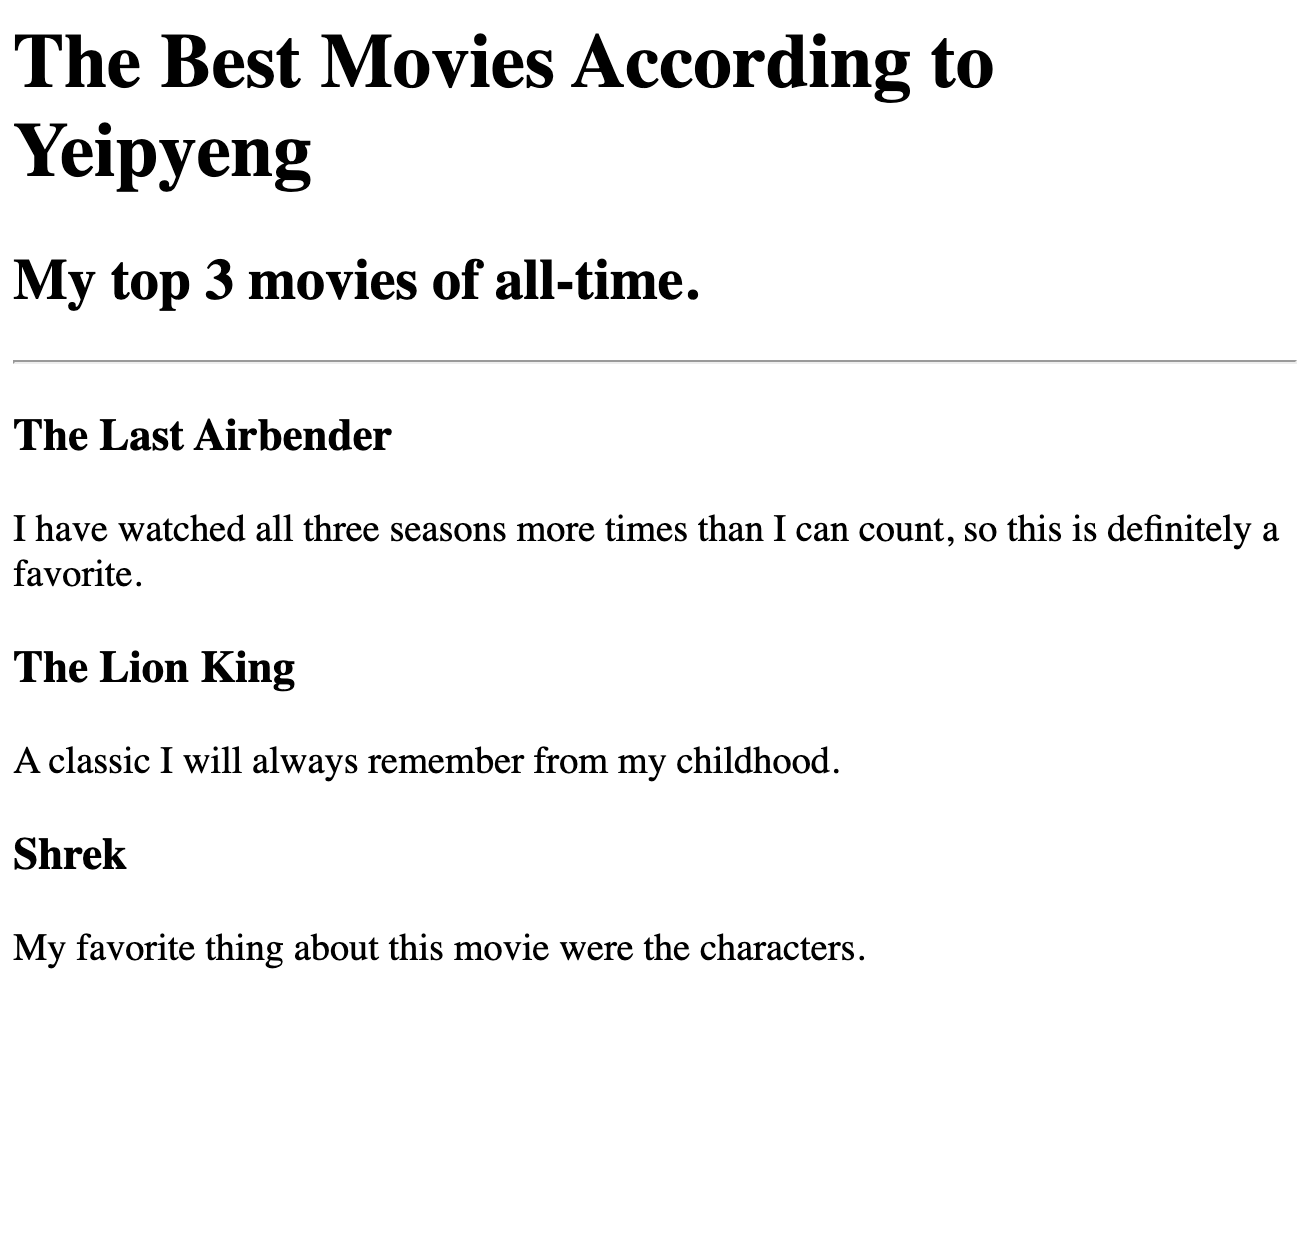 The Best Movies According to
Yeipyeng
My top 3 movies of all-time.
The Last Airbender
I have watched all three seasons more times than I can count, so this is definitely a
favorite.
The Lion King
A classic I will always remember from my childhood.
Shrek
My favorite thing about this movie were the characters.